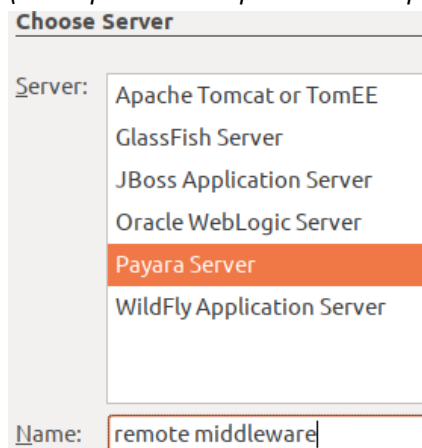 Choose Server
Server:
Apache Tomcat or TomEE
GlassFish Server
JBoss Application Server
Oracle WebLogic Server
Payara Server
WildFly Application Server
Name: remote middleware